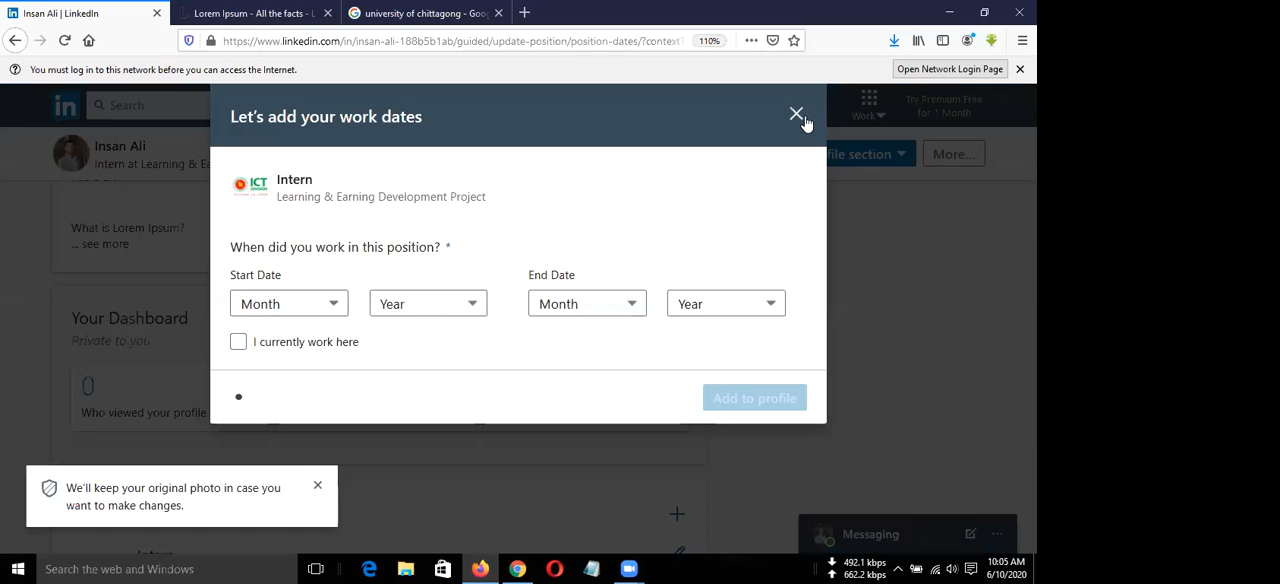 Insan Ali | LinkedIn
Lorem Ipsum - All the facts - L
university of chittagong - Goo
https://www.linkedin.com/in/insan-ali-188b5b1ab/guided/update-position/position-dates/?context
110%
You must log in to this network before you can access the Internet.
Open Network Login Page
in
Search
Work
Try Premium Free
for 1 Month
Let's add your work dates
Insan Ali
Intern at Learning & Ea
file section
More...
ICT
Intern
Learning & Earning Development Project
What is Lorem Ipsum?
... see more
When did you work in this position? *
Start Date
End Date
Month
Year
Month
Year
I currently work here
Your Dashboard
Private to you
0
Who viewed your profile
Add to profile
We'll keep your original photo in case you
want to make changes.
Intern
Messaging
Search the web and Windows
492.1 kbps
662.2 kbps
10:05 AM
6/10/2020